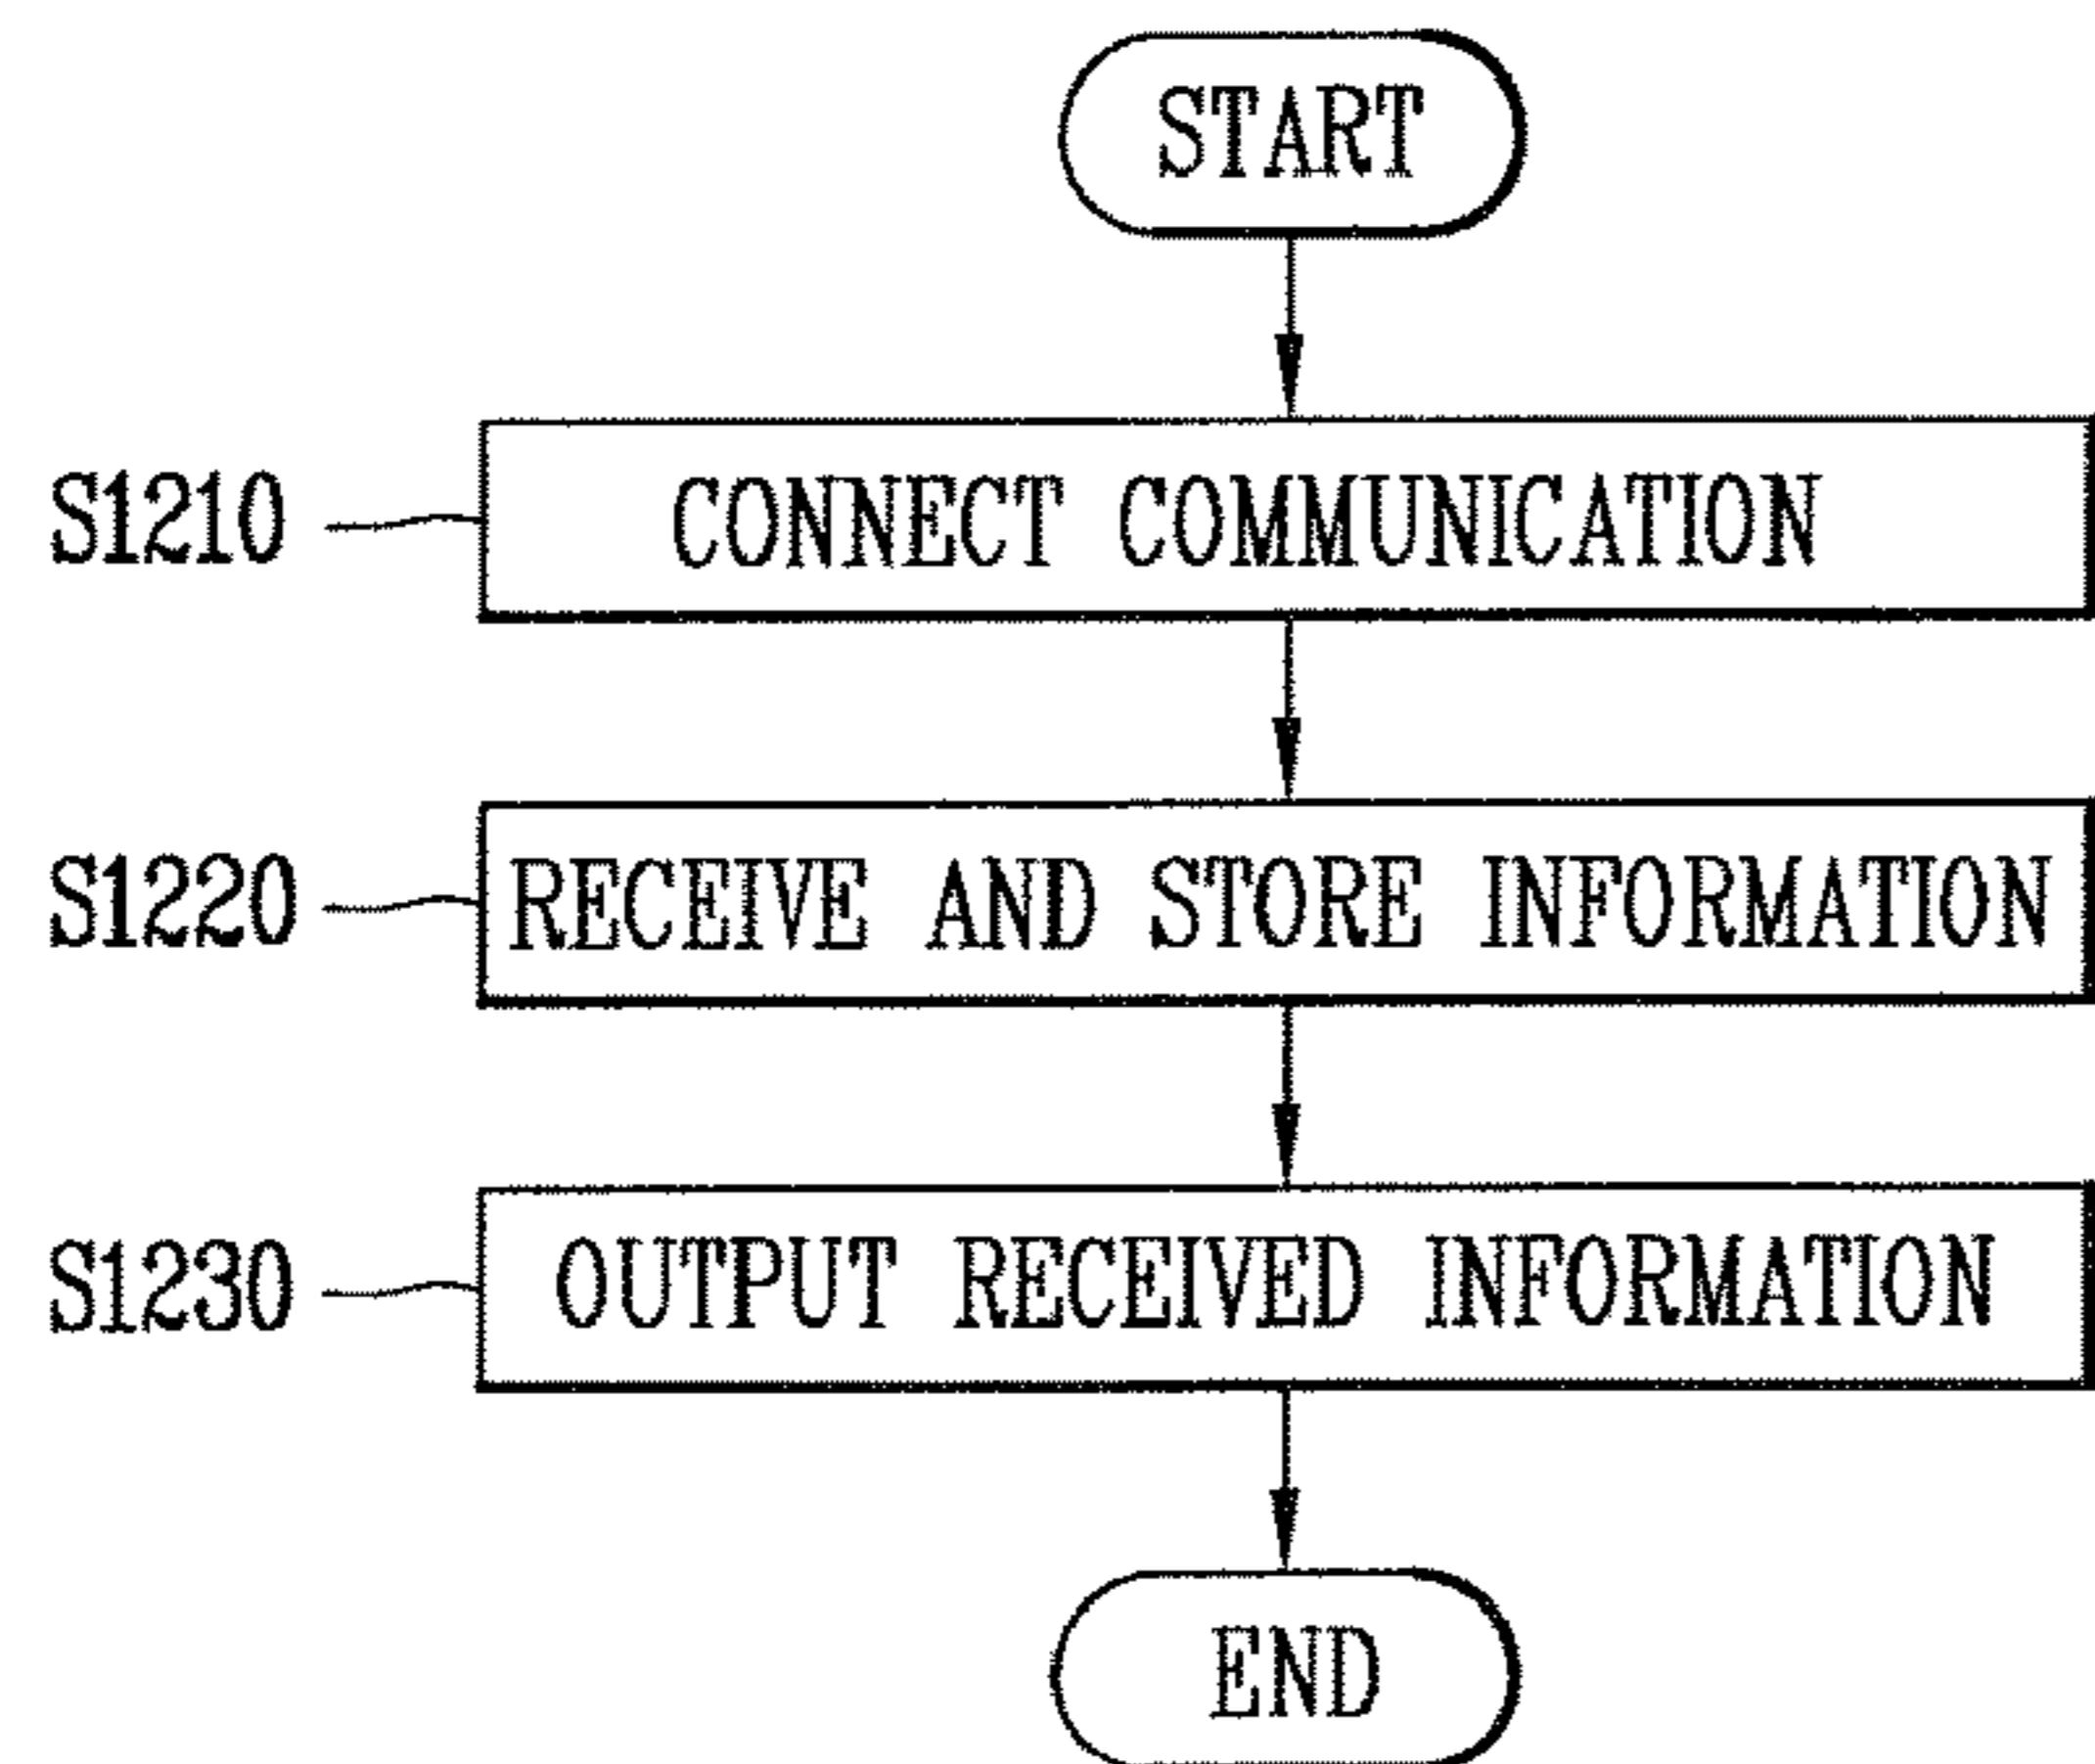 START
S1210 CONNECT COMMUNICATION
S1220 RECEIVE AND STORE INFORMATION
S1230 OUTPUT RECEIVED INFORMATION
END